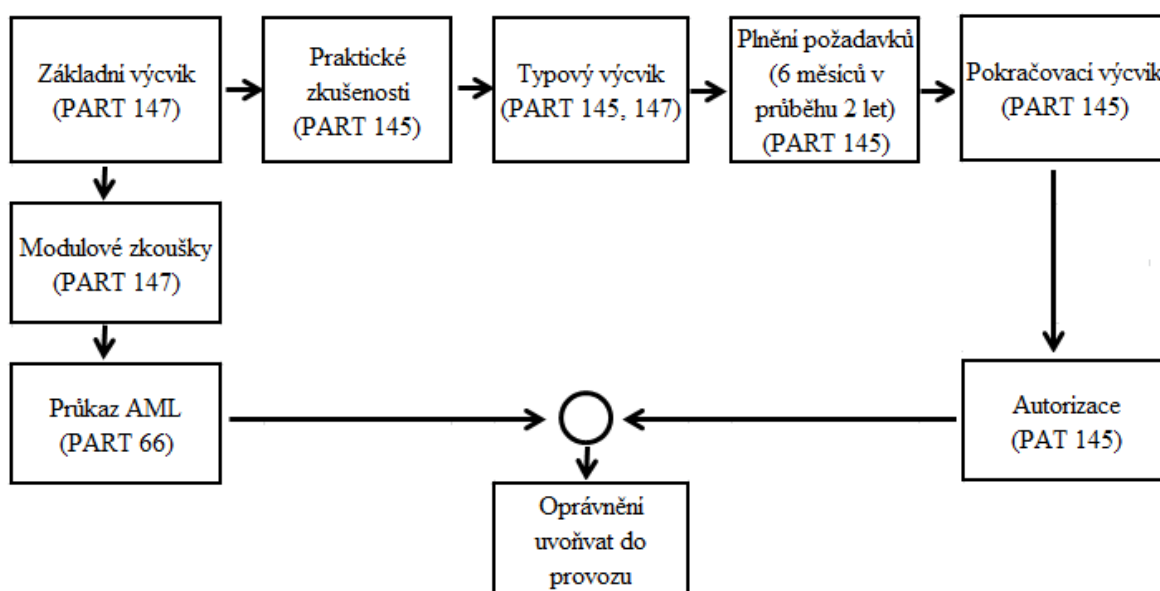 Základní výcvik
(PART 147)
Praktické
zkušenosti
(PART 145)
Typový výcvik
(PART 145, 147)
Plnění požadavků
(6 měsíců v
průběhu 2 let)
(PART 145)
Pokračovací výcvik
(PART 145)
Modulové zkoušky
(PART 147)
Průkaz AML
(PART 66)
Autorizace
(PAT 145)
Oprávnění
uvoňvat do
provozu